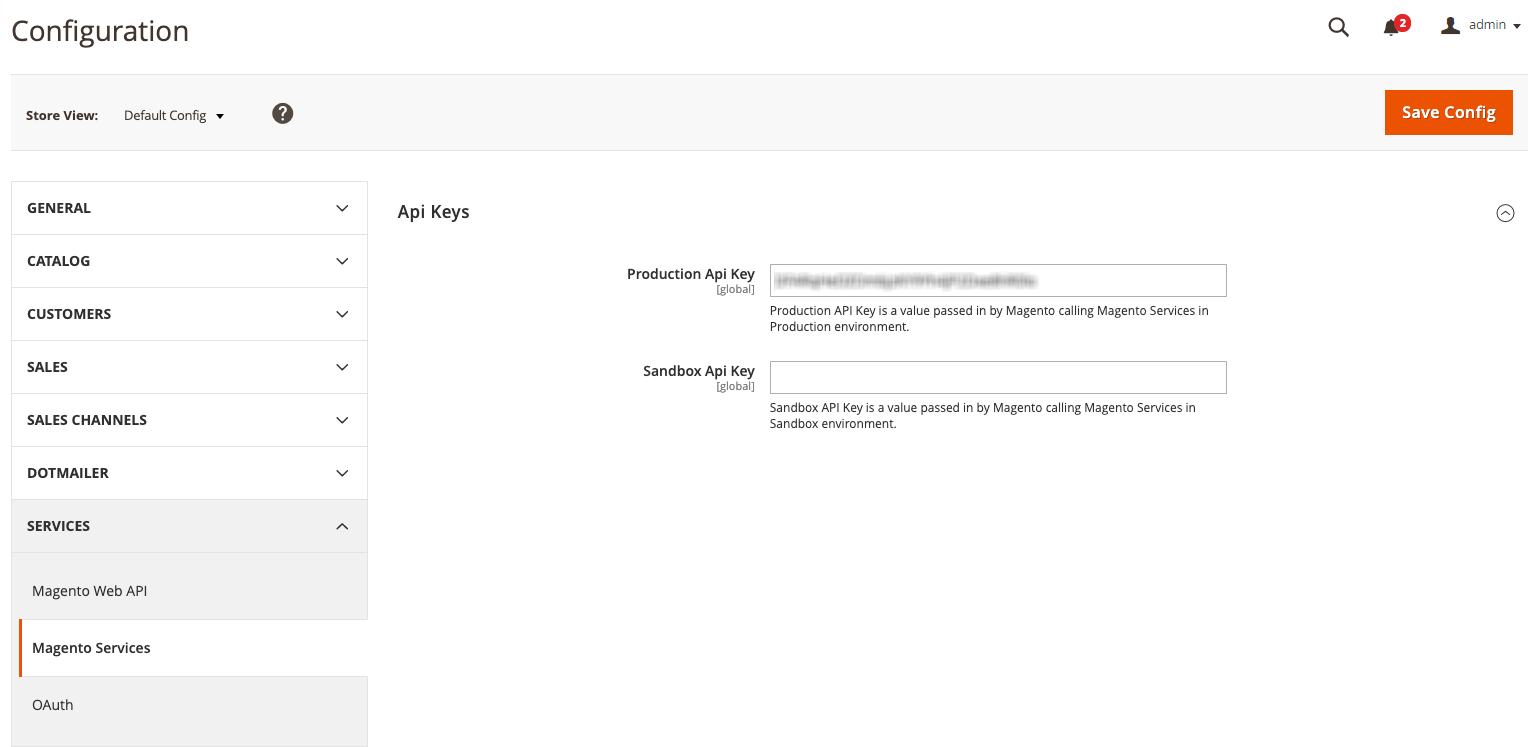 Configuration
2
admin
Store View:
Default Config
?
Save Config
GENERAL
CATALOG
CUSTOMERS
SALES
SALES CHANNELS
DOTMAILER
SERVICES
Magento Web API
Magento Services
OAuth
Api Keys
Production Api Key
[global]
Production API Key is a value passed in by Magento calling Magento Services in
Production environment.
Sandbox Api Key
[global]
Sandbox API Key is a value passed in by Magento calling Magento Services in
Sandbox environment.